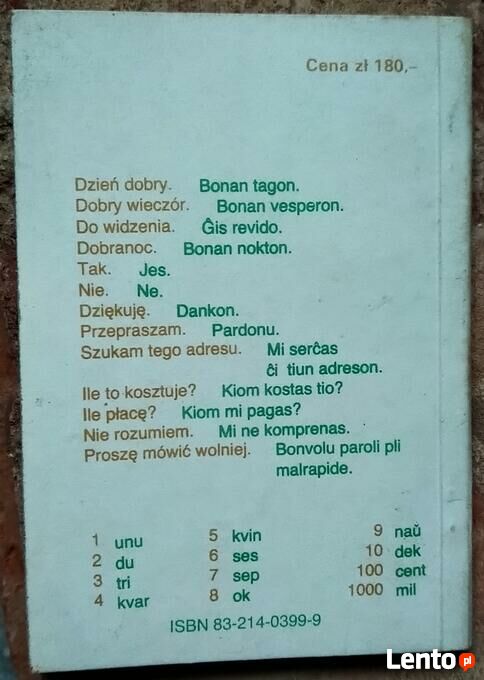 Cena zł 180,–
Dzień dobry. Bonan tagon.
Dobry wieczór. Bonan vesperon.
Do widzenia. Ĝis revido.
Dobranoc. Bonan nokton.
Tak. Jes.
Nie. Ne.
Dziękuję. Dankon.
Przepraszam. Pardonu.
Szukam tego adresu. Mi serĉas
ĉi tiun adreson.
Ile to kosztuje? Kiom kostas tio?
Ile płacę? Kiom mi pagas?
Nie rozumiem. Mi ne komprenas.
Proszę mówić wolniej. Bonvolu paroli pli
malrapide.
1 unu 5 kvin 9 naŭ
2 du 6 ses 10 dek
3 tri 7 sep 100 cent
4 kvar 8 ok 1000 mil
ISBN 83-214-0399-9
Lento.pl